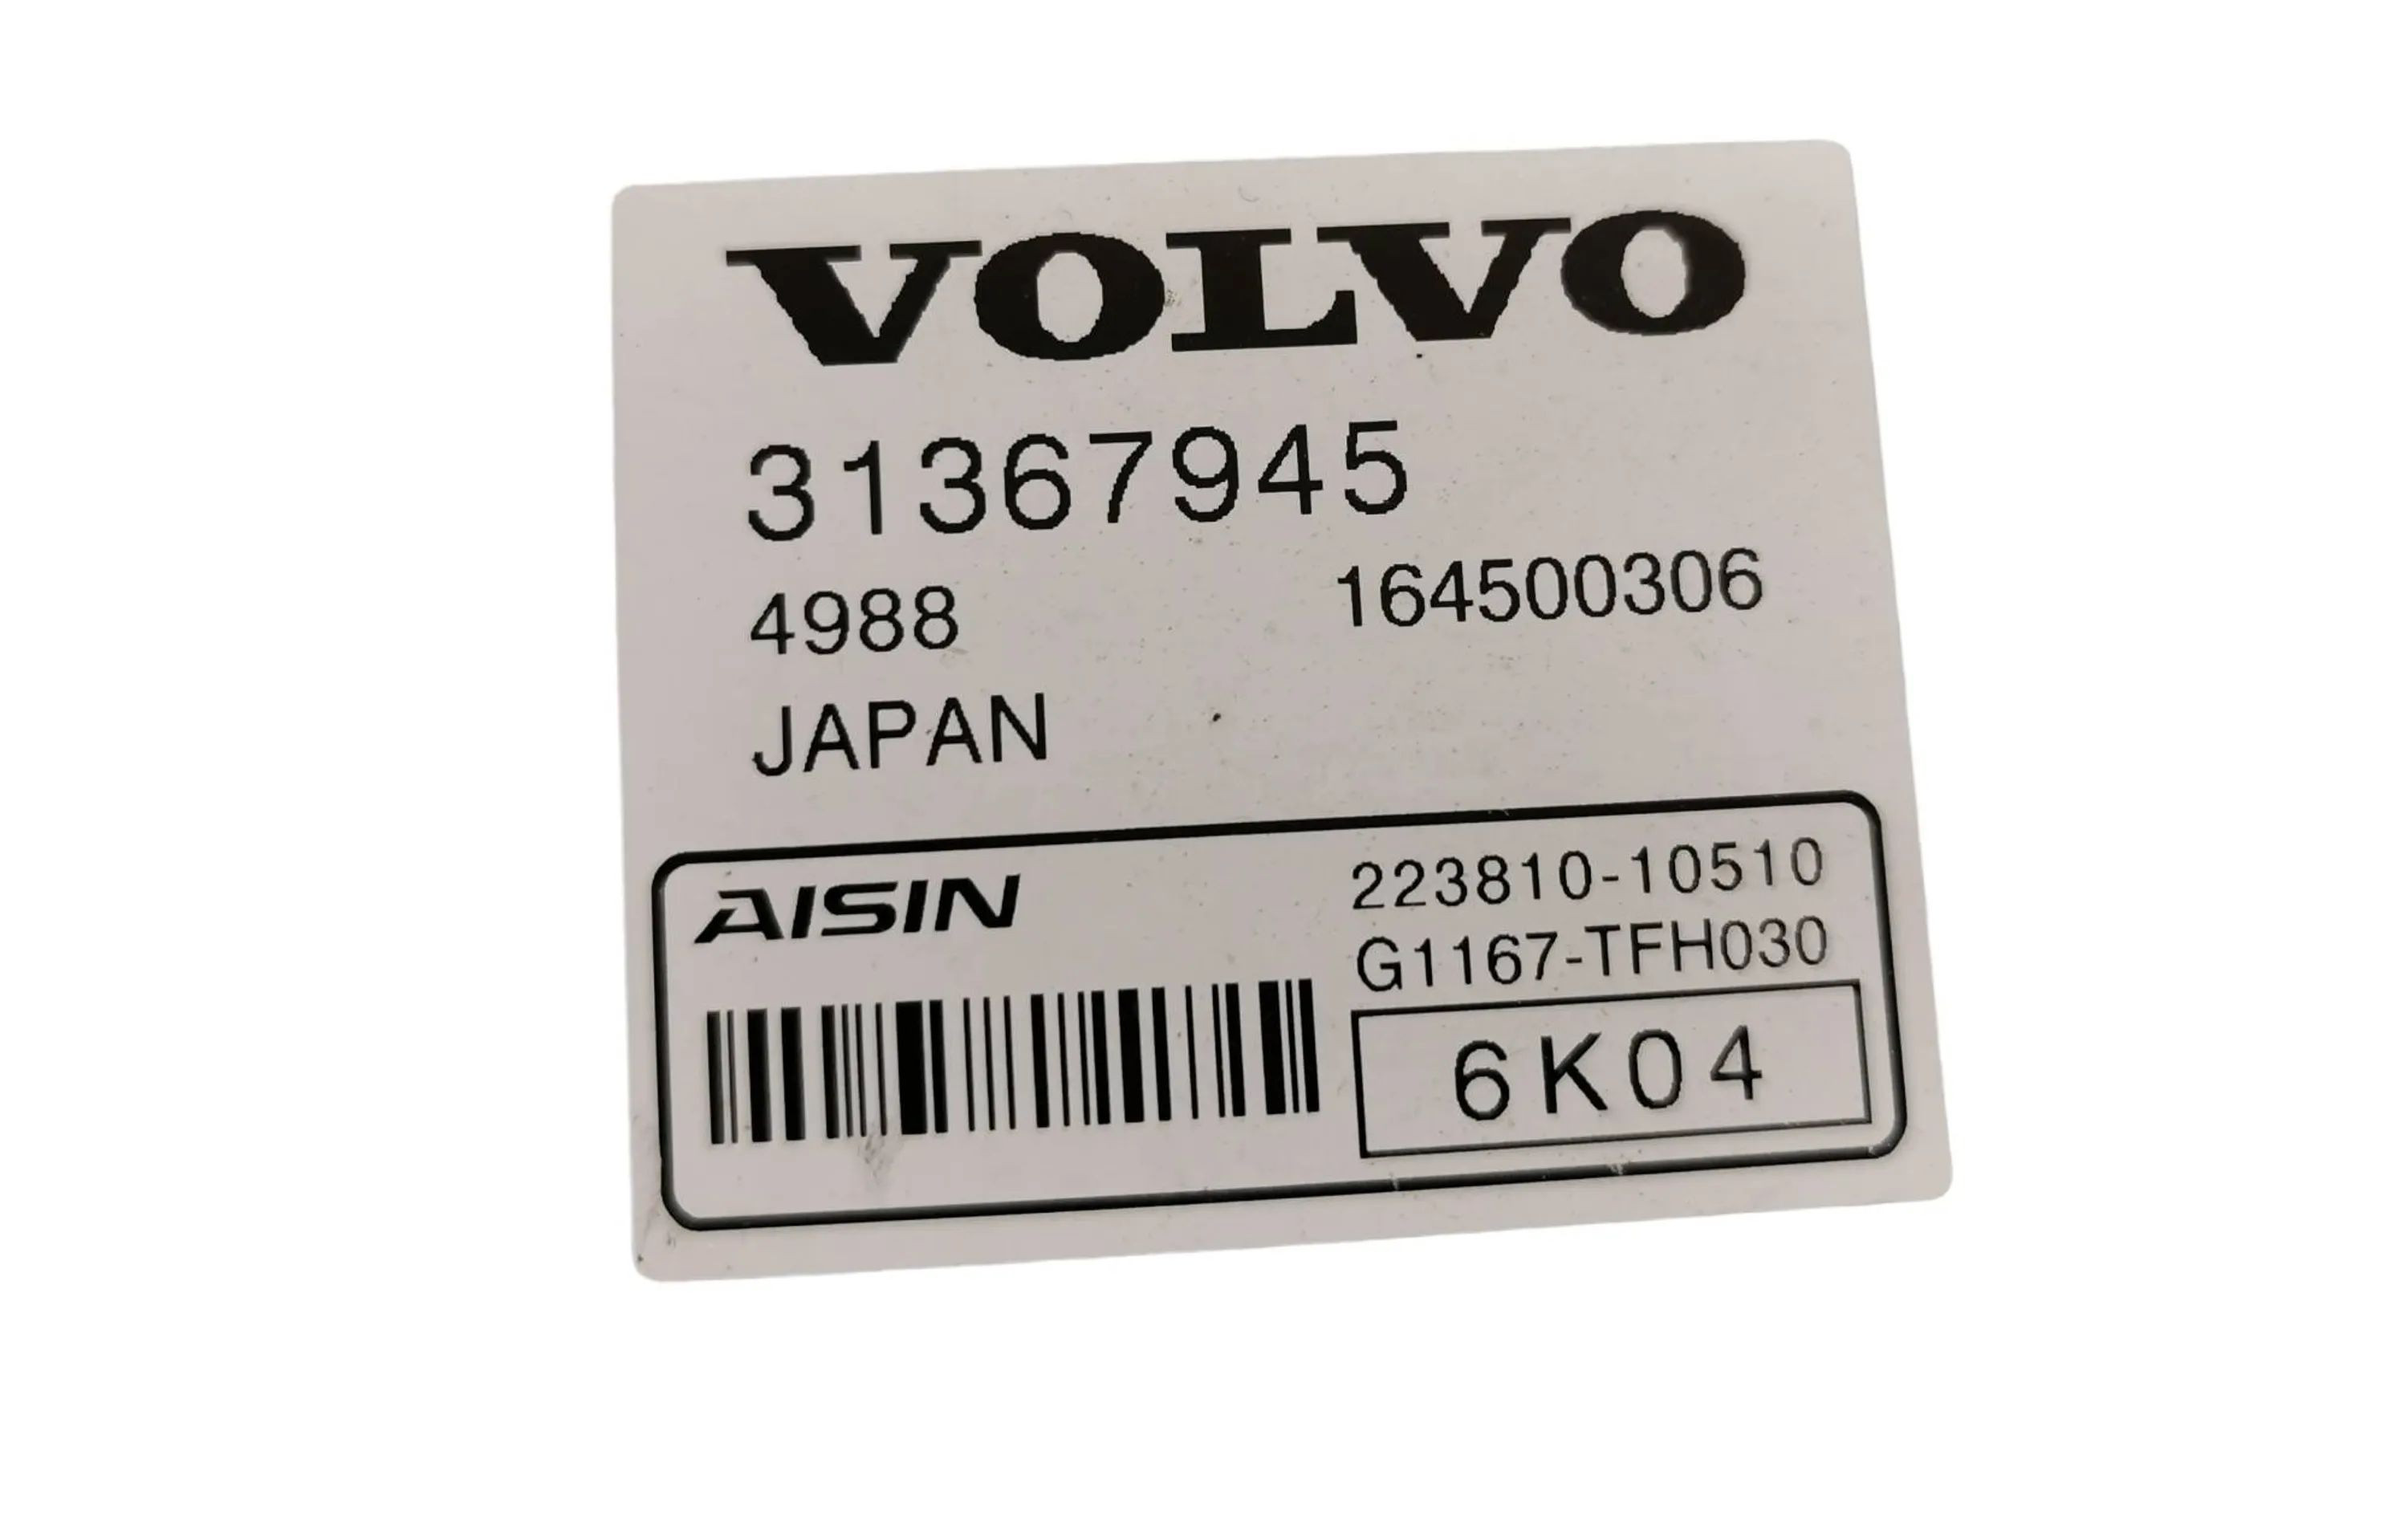 VOLVO
31367945
4988 164500306
JAPAN
AISIN
223810-10510
G1167-TFH030
6K04